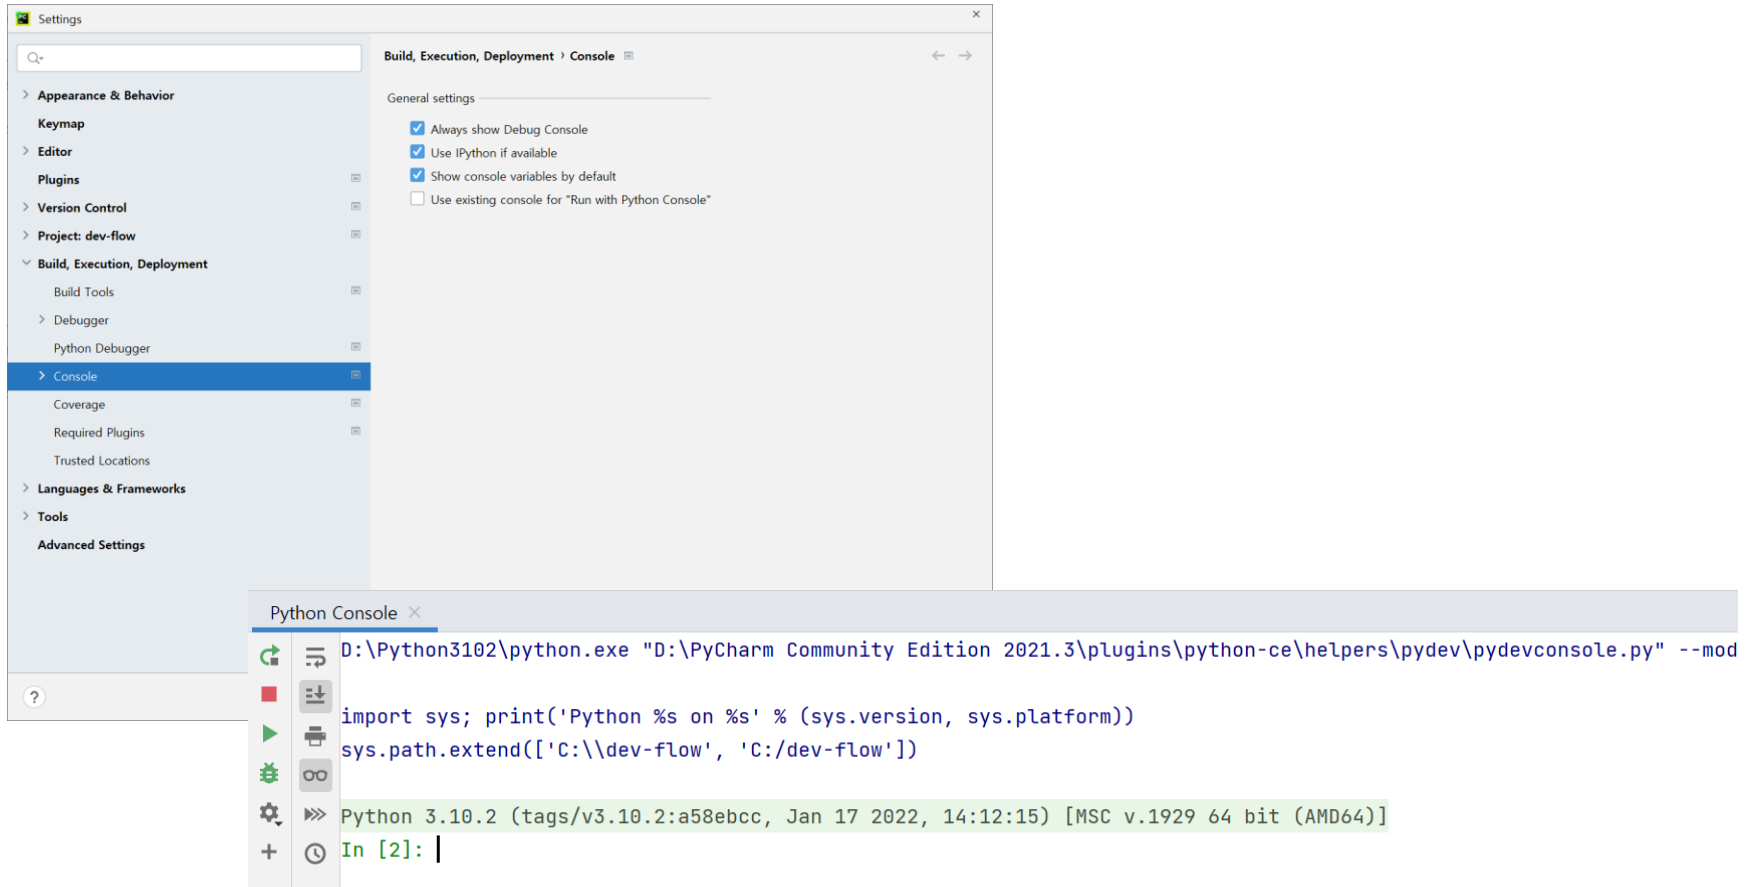 Settings
Build, Execution, Deployment › Console
Appearance & Behavior
Keymap
Editor
Plugins
Version Control
Project: dev-flow
Build, Execution, Deployment
Build Tools
Debugger
Python Debugger
Console
Coverage
Required Plugins
Trusted Locations
Languages & Frameworks
Tools
Advanced Settings
General settings
Always show Debug Console
Use IPython if available
Show console variables by default
Use existing console for "Run with Python Console"
?
Python Console
D:\Python3102\python.exe "D:\PyCharm Community Edition 2021.3\plugins\python-ce\helpers\pydev\pydevconsole.py" --mod
import sys; print('Python %s on %s' % (sys.version, sys.platform))
sys.path.extend(['C:\\dev-flow', 'C:/dev-flow'])
Python 3.10.2 (tags/v3.10.2:a58ebcc, Jan 17 2022, 14:12:15) [MSC v.1929 64 bit (AMD64)]
In [2]: